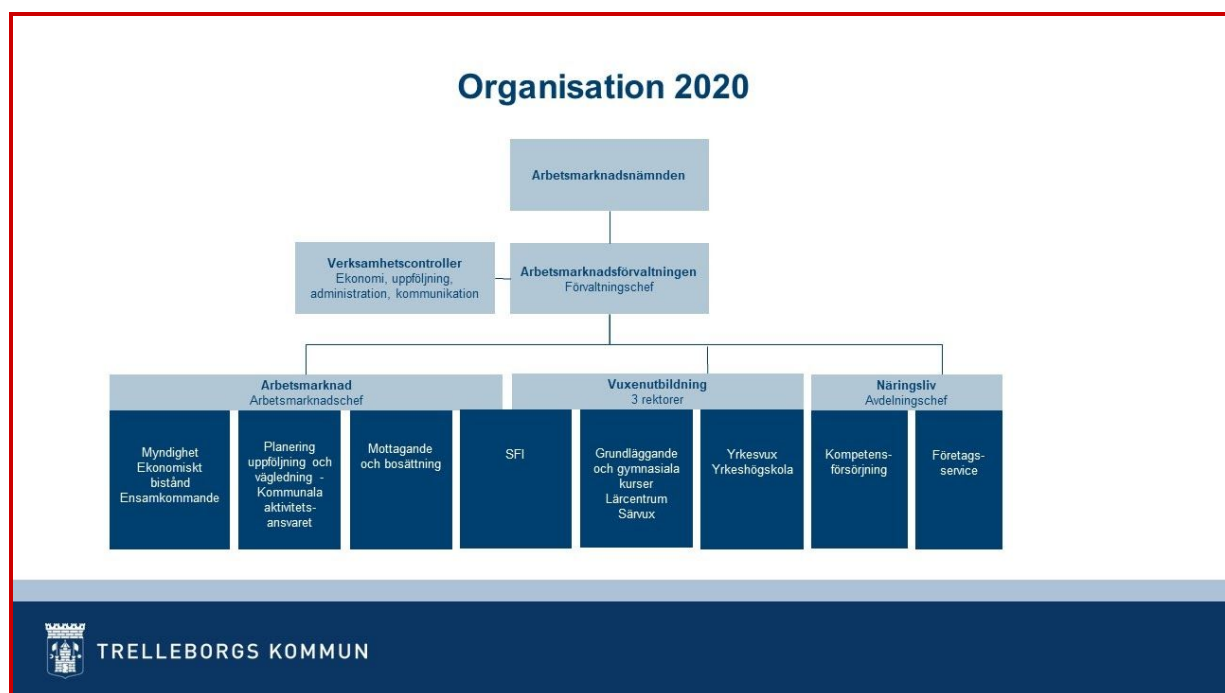 Organisation 2020
Arbetsmarknadsnämnden
Verksamhetscontroller
Ekonomi, uppföljning,
administration, kommunikation
Arbetsmarknadsförvaltningen
Förvaltningschef
Arbetsmarknad
Arbetsmarknadschef
Vuxenutbildning
3 rektorer
Näringsliv
Avdelningschef
Myndighet
Ekonomiskt
bistånd
Ensamkommande
Planering
uppföljning och
vägledning -
Kommunala
aktivitets-
ansvaret
Mottagande
och bosättning
SFI
Grundläggande
och gymnasiala
kurser
Lärcentrum
Särvux
Yrkesvux
Yrkeshögskola
Kompetens-
försörjning
Företags-
service
TRELLEBORGS KOMMUN